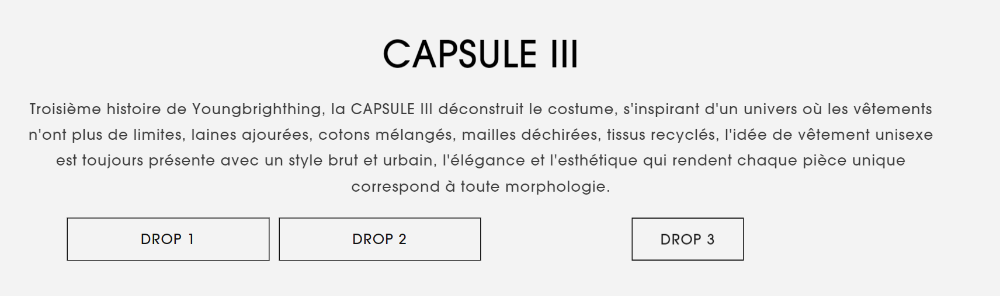 CAPSULE III
Troisième histoire de Youngbrighthing, la CAPSULE III déconstruit le costume, s'inspirant d'un univers où les vêtements
n'ont plus de limites, laines ajourées, cotons mélangés, mailles déchirées, tissus recyclés, l'idée de vêtement unisexe
est toujours présente avec un style brut et urbain, l'élégance et l'esthétique qui rendent chaque pièce unique
correspond à toute morphologie.
DROP 1
DROP 2
DROP 3